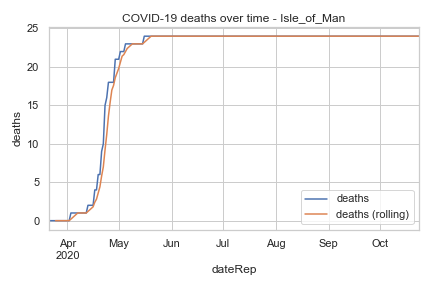 COVID-19 deaths over time - Isle_of_Man
25
20
15
10
5
0
deaths
Apr
2020
May
Jun
Jul
Aug
Sep
Oct
dateRep
deaths
deaths (rolling)